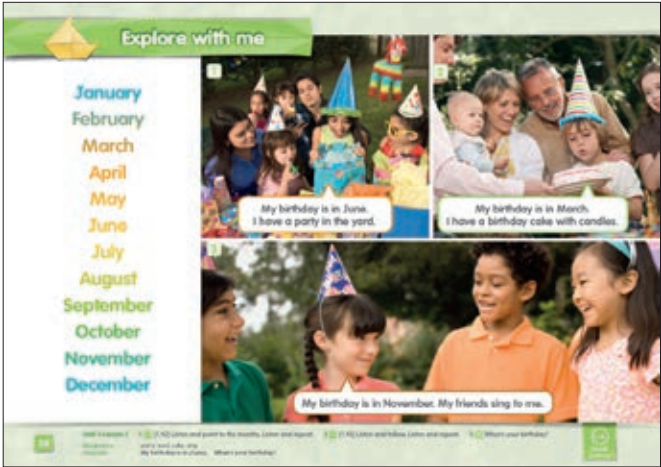 Explore with me
January
February
March
April
May
June
July
August
September
October
November
December
1
My birthday is in June.
I have a party in the yard.
2
My birthday is in March.
I have a birthday cake with candles.
3
My birthday is in November. My friends sing to me.
Listen and point to the months. Listen and repeat.
Listen and follow. Listen and repeat.
What's your birthday?
My birthday is in
What's your birthday?